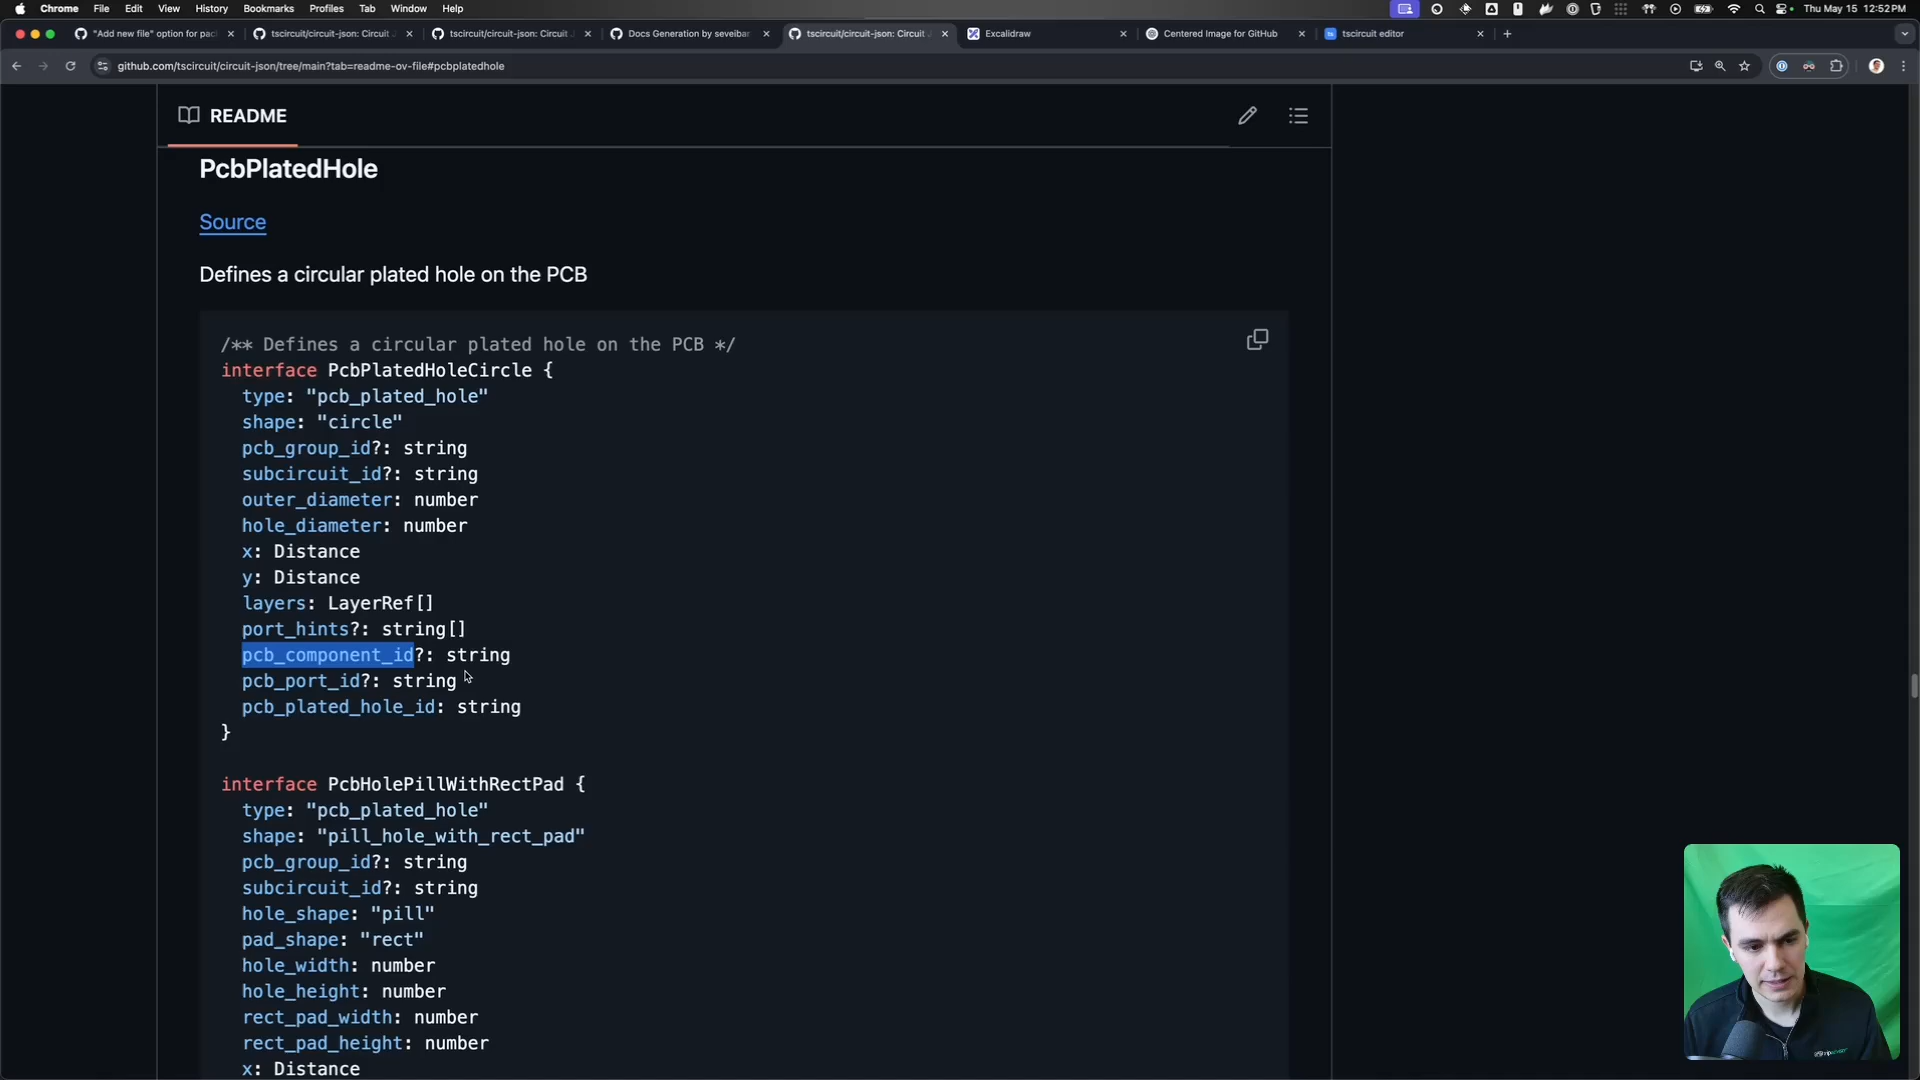 Chrome File Edit View History Bookmarks Profiles Tab Window Help
Thu May 15 12:52 PM
"Add new file" option for pac
tscircuit/circuit-json: Circuit J
tscircuit/circuit-json: Circuit J
Docs Generation by seveibar
tscircuit/circuit-json: Circuit J
Excalidraw
Centered Image for GitHub
tscircuit editor
github.com/tscircuit/circuit-json/tree/main?tab=readme-ov-file#pcbplatedhole
README
PcbPlatedHole
Source
Defines a circular plated hole on the PCB
/** Defines a circular plated hole on the PCB */
interface PcbPlatedHoleCircle {
type: "pcb_plated_hole"
shape: "circle"
pcb_group_id?: string
subcircuit_id?: string
outer_diameter: number
hole_diameter: number
x: Distance
y: Distance
layers: LayerRef[]
port_hints?: string[]
pcb_component_id?: string
pcb_port_id?: string
pcb_plated_hole_id: string
}
interface PcbHolePillWithRectPad {
type: "pcb_plated_hole"
shape: "pill_hole_with_rect_pad"
pcb_group_id?: string
subcircuit_id?: string
hole_shape: "pill"
pad_shape: "rect"
hole_width: number
hole_height: number
rect_pad_width: number
rect_pad_height: number
x: Distance